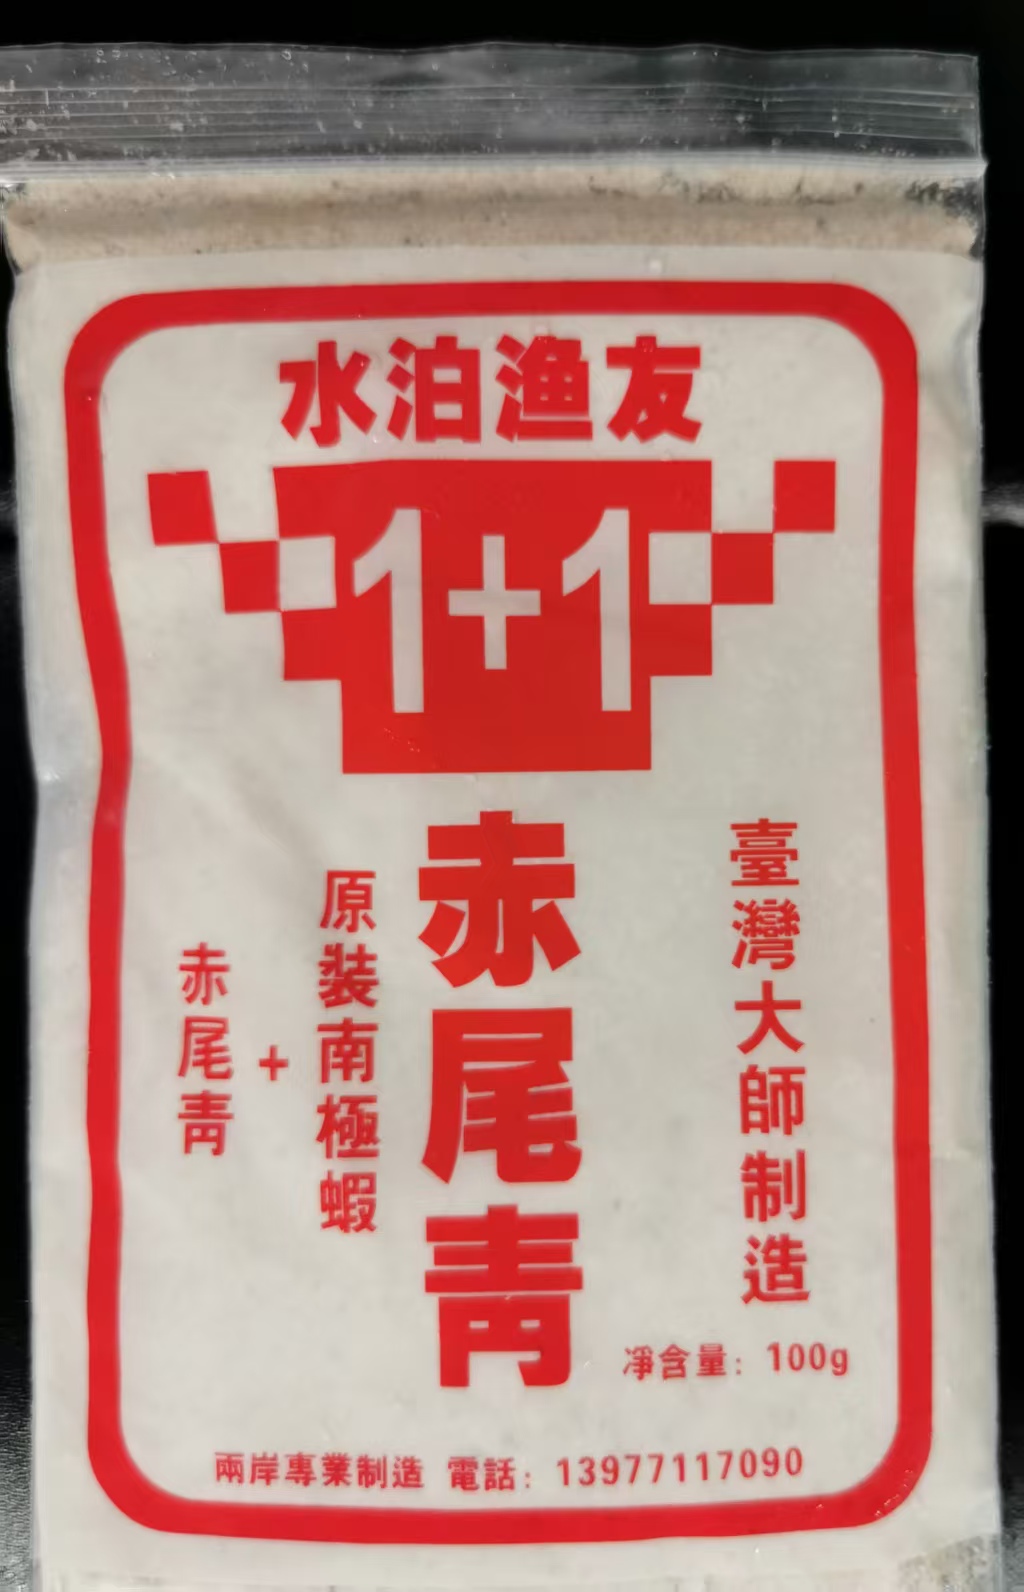 水泊渔友
1+1
臺灣大師制造
赤尾青
原裝南極蝦
+
赤尾青
淨含量：100g
兩岸專業制造 電話：13977117090